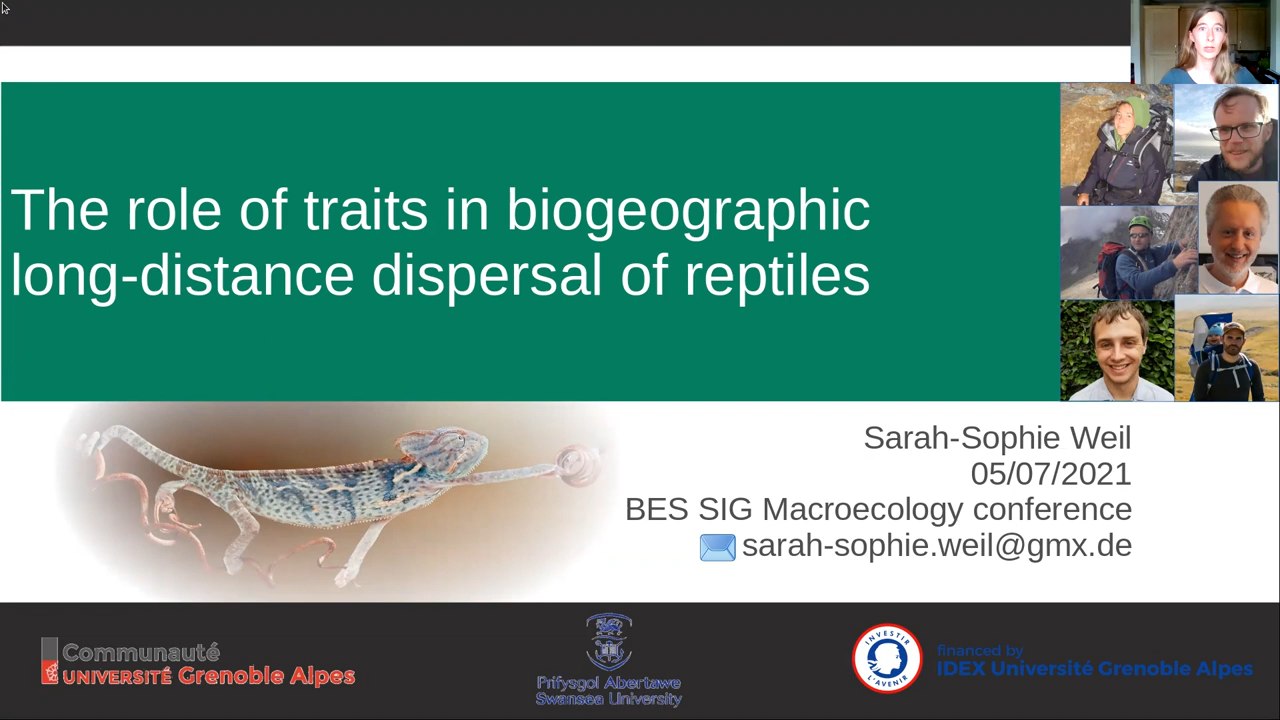 The role of traits in biogeographic
long-distance dispersal of reptiles
Sarah-Sophie Weil
05/07/2021
BES SIG Macroecology conference
sarah-sophie.weil@gmx.de
Communauté
UNIVERSITÉ Grenoble Alpes
Prifysgol Abertawe
Swansea University
INVESTIR
L'AVENIR
financed by
IDEX Université Grenoble Alpes